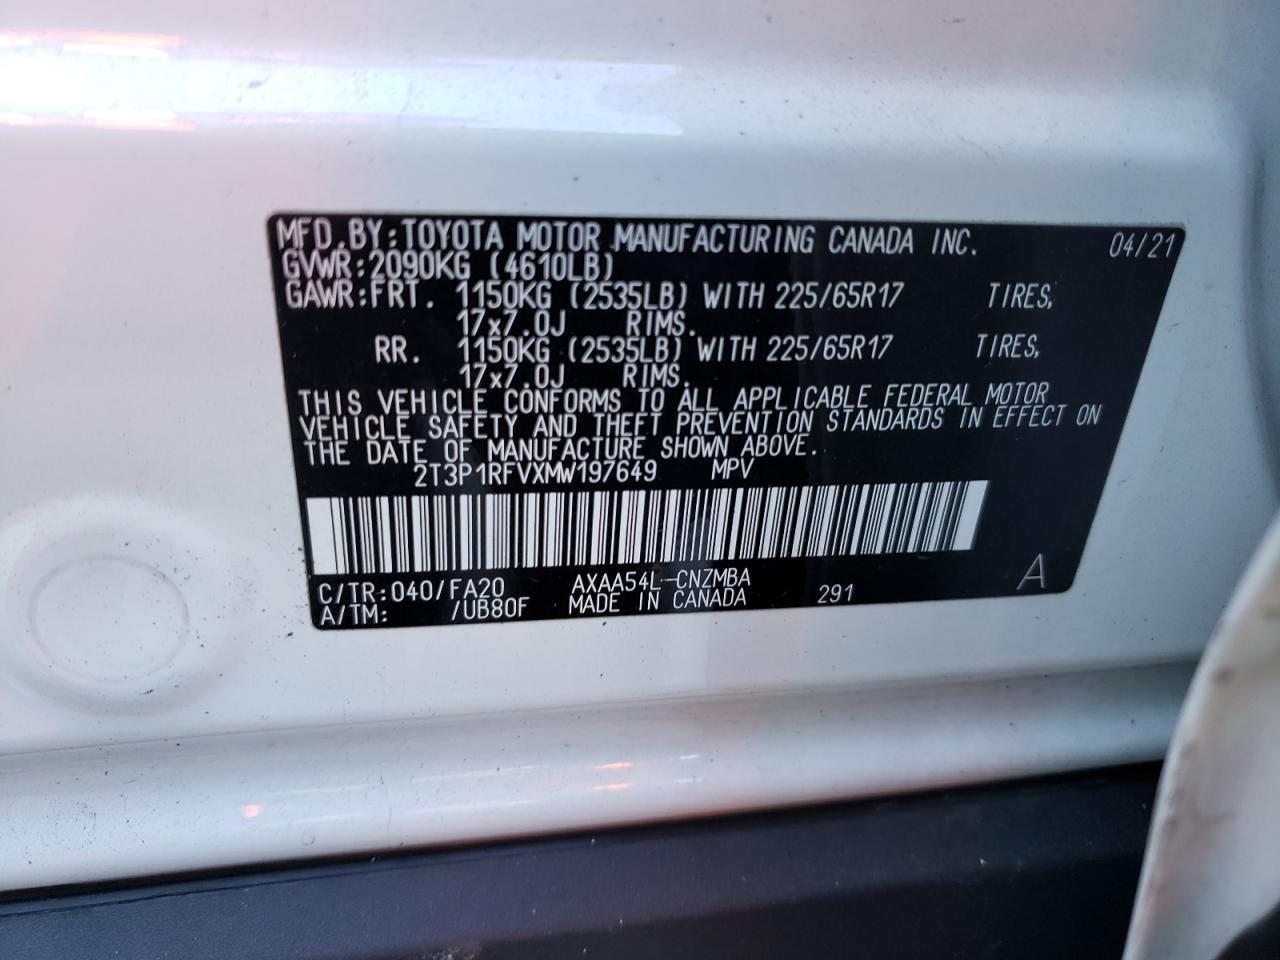 MFD.BY:TOYOTA MOTOR MANUFACTURING CANADA INC. 04/21
GVWR:2090KG (4610LB)
GAWR:FRT. 1150KG (2535LB) WITH 225/65R17 TIRES,
17x7.0J RIMS.
RR. 1150KG (2535LB) WITH 225/65R17 TIRES,
17x7.0J RIMS.
THIS VEHICLE CONFORMS TO ALL APPLICABLE FEDERAL MOTOR
VEHICLE SAFETY AND THEFT PREVENTION STANDARDS IN EFFECT ON
THE DATE OF MANUFACTURE SHOWN ABOVE.
2T3P1RFVXMW197649 MPV
C/TR:040/FA20 AXAA54L-CNZMBA A
A/TM: /UB80F MADE IN CANADA 291